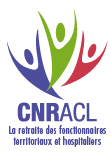 CNRACL
La retraite des fonctionnaires
territoriaux et hospitaliers